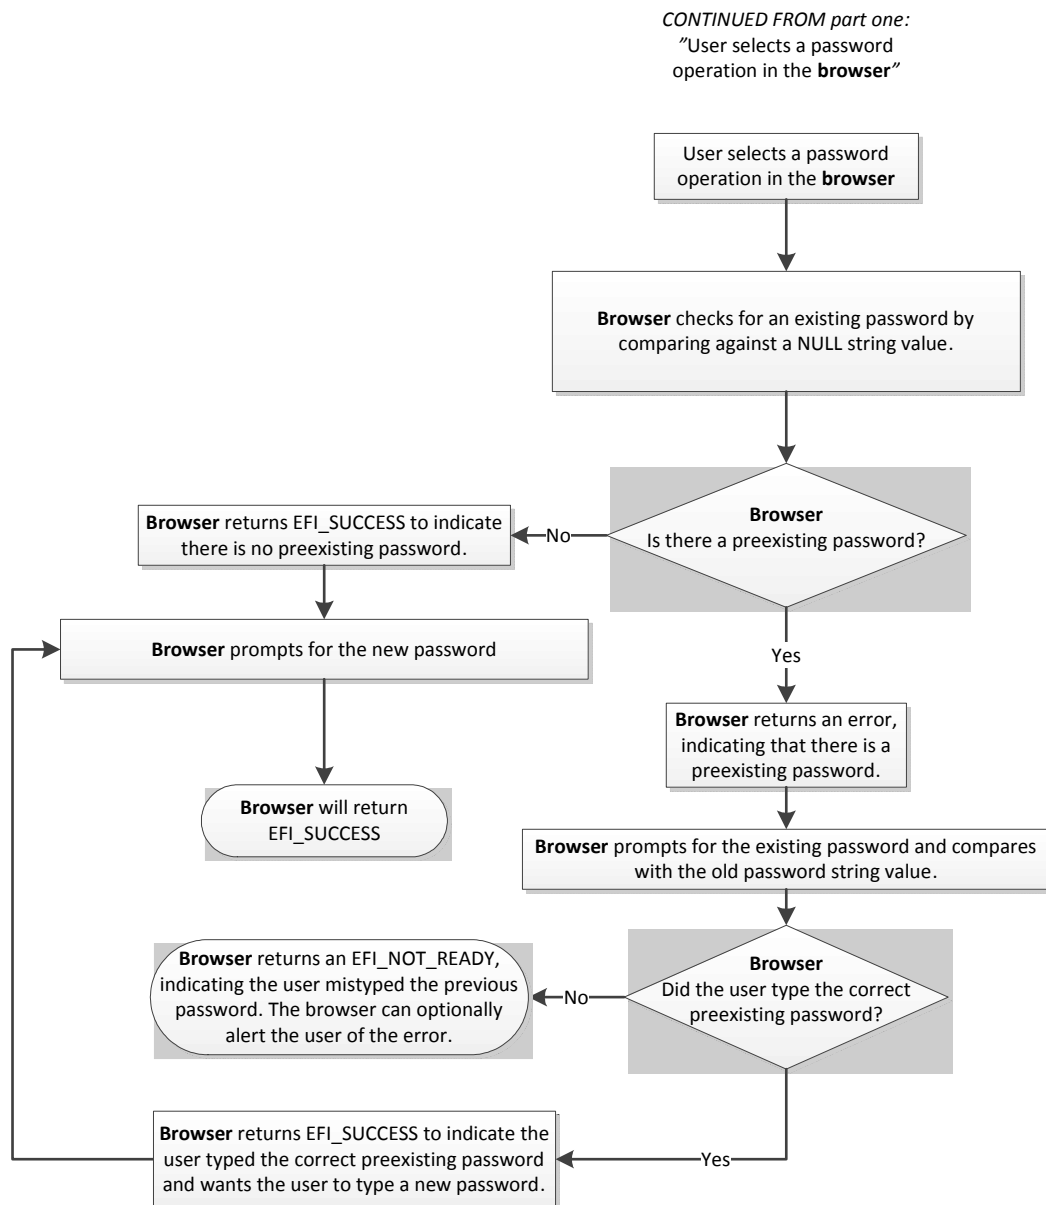 CONTINUED FROM part one:
"User selects a password
operation in the browser"
User selects a password
operation in the browser
Browser checks for an existing password by
comparing against a NULL string value.
Browser
Is there a preexisting password?
No
Browser returns EFI_SUCCESS to indicate
there is no preexisting password.
Browser prompts for the new password
Browser will return
EFI_SUCCESS
Yes
Browser returns an error,
indicating that there is a
preexisting password.
Browser prompts for the existing password and compares
with the old password string value.
Browser
Did the user type the correct
preexisting password?
No
Browser returns an EFI_NOT_READY,
indicating the user mistyped the previous
password. The browser can optionally
alert the user of the error.
Yes
Browser returns EFI_SUCCESS to indicate the
user typed the correct preexisting password
and wants the user to type a new password.